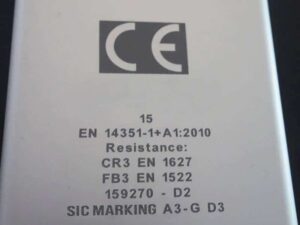 CE
15
EN 14351-1+A1:2010
Resistance:
CR3 EN 1627
FB3 EN 1522
159270 - D2
SIC MARKING A3-G D3